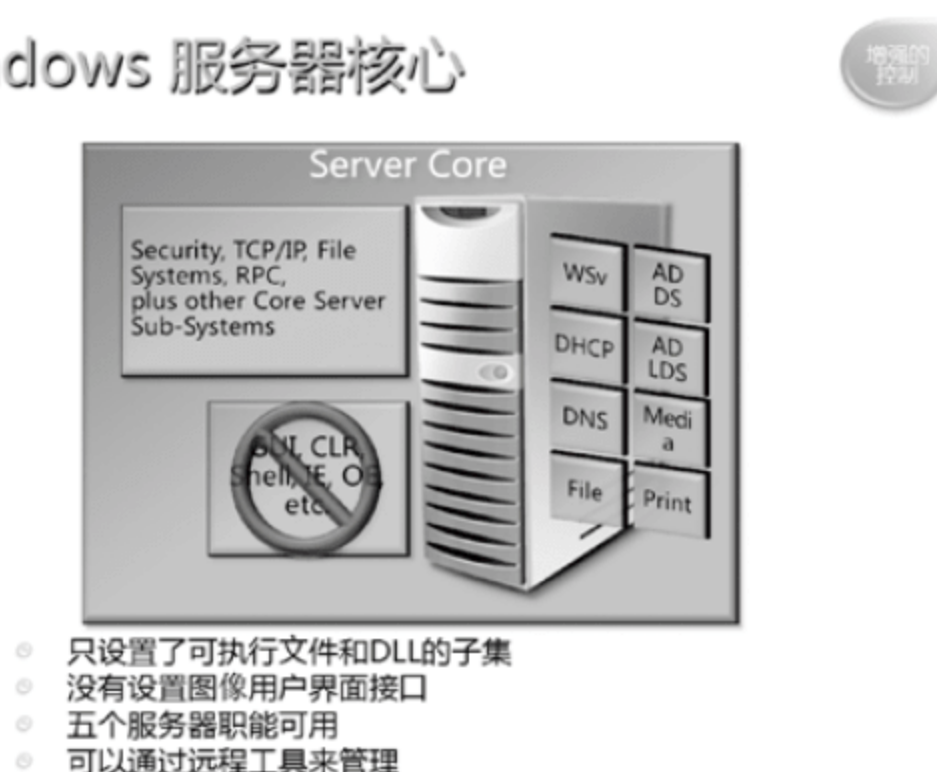 dows 服务器核心
增强的
控制
Server Core
Security, TCP/IP, File
Systems, RPC,
plus other Core Server
Sub-Systems
GUI, CLR,
Shell, IE, OE,
etc.
WSv
AD
DS
DHCP
AD
LDS
DNS
Medi
a
File
Print
只设置了可执行文件和DLL的子集
没有设置图像用户界面接口
五个服务器职能可用
可以通过远程工具来管理